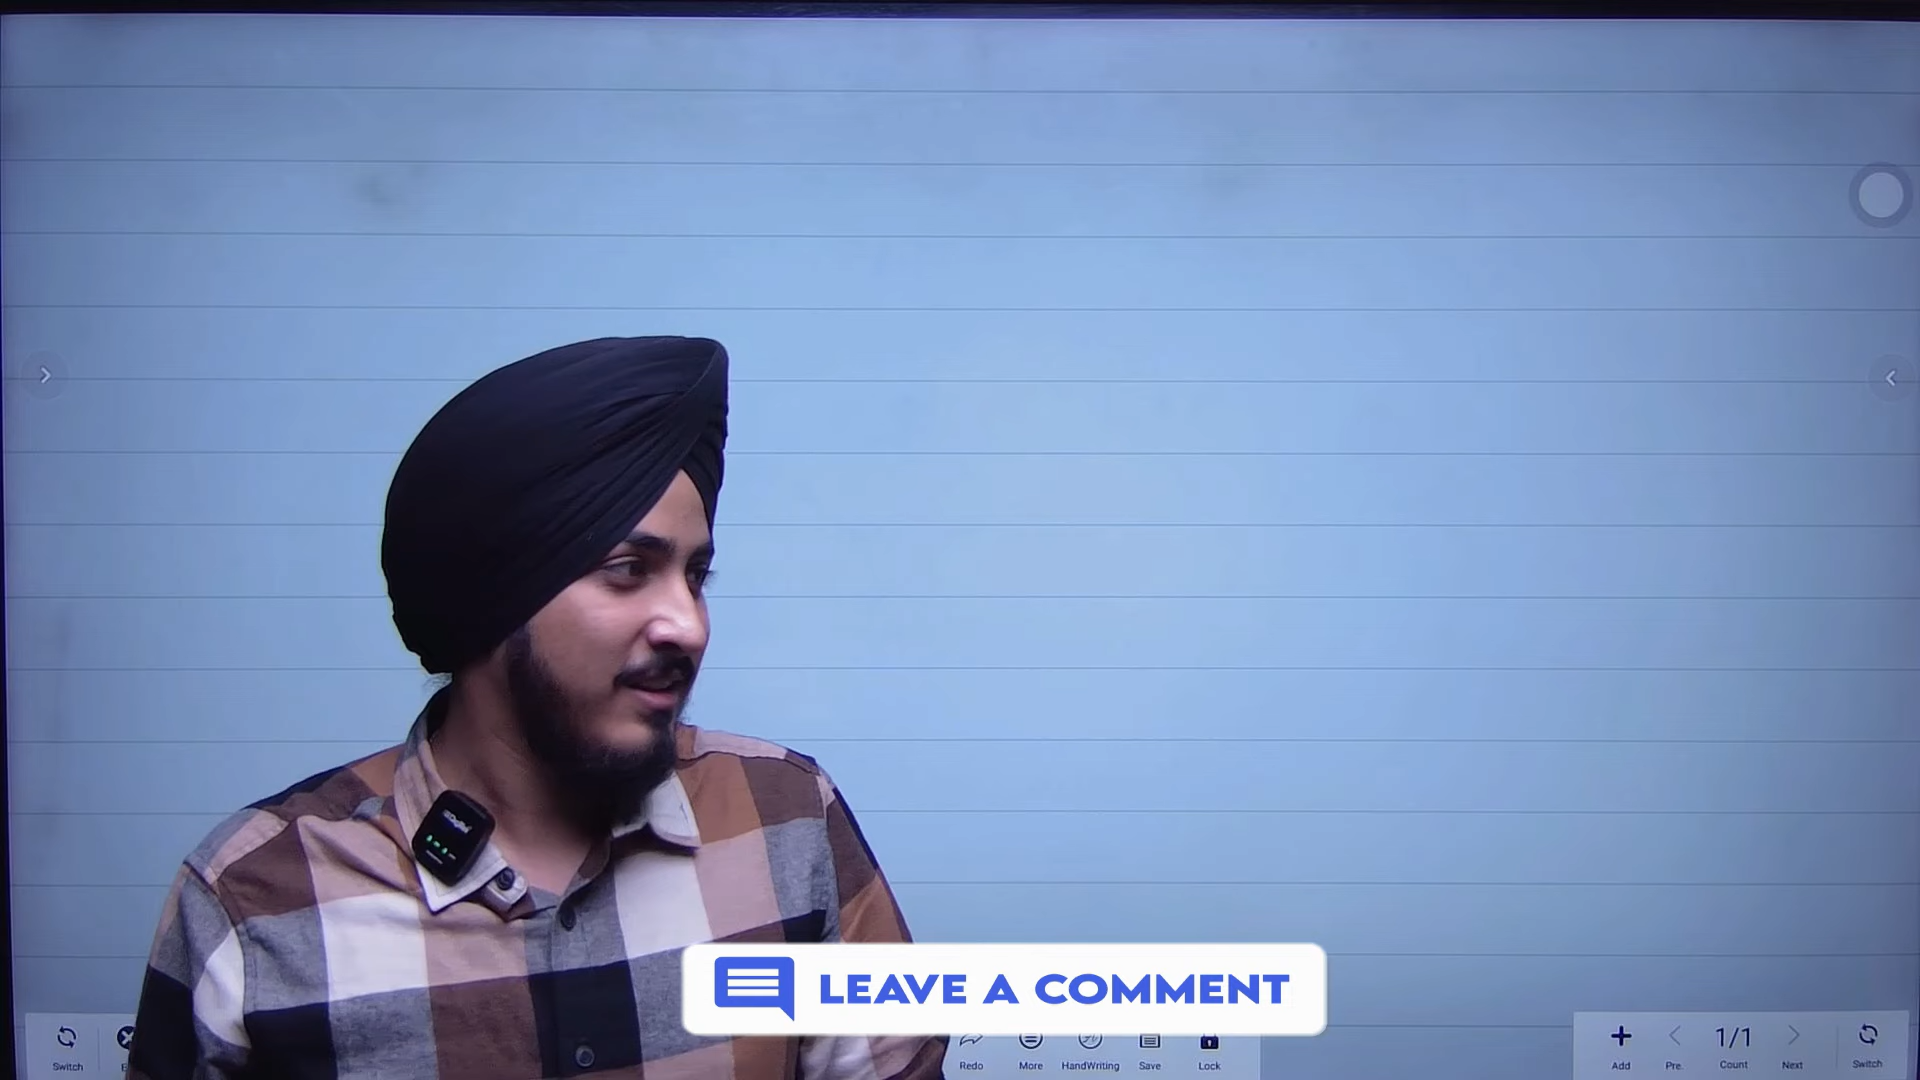 LEAVE A COMMENT
Switch
Redo
More
HandWriting
Save
Lock
Add
Pre.
1/1
Count
Next
Switch